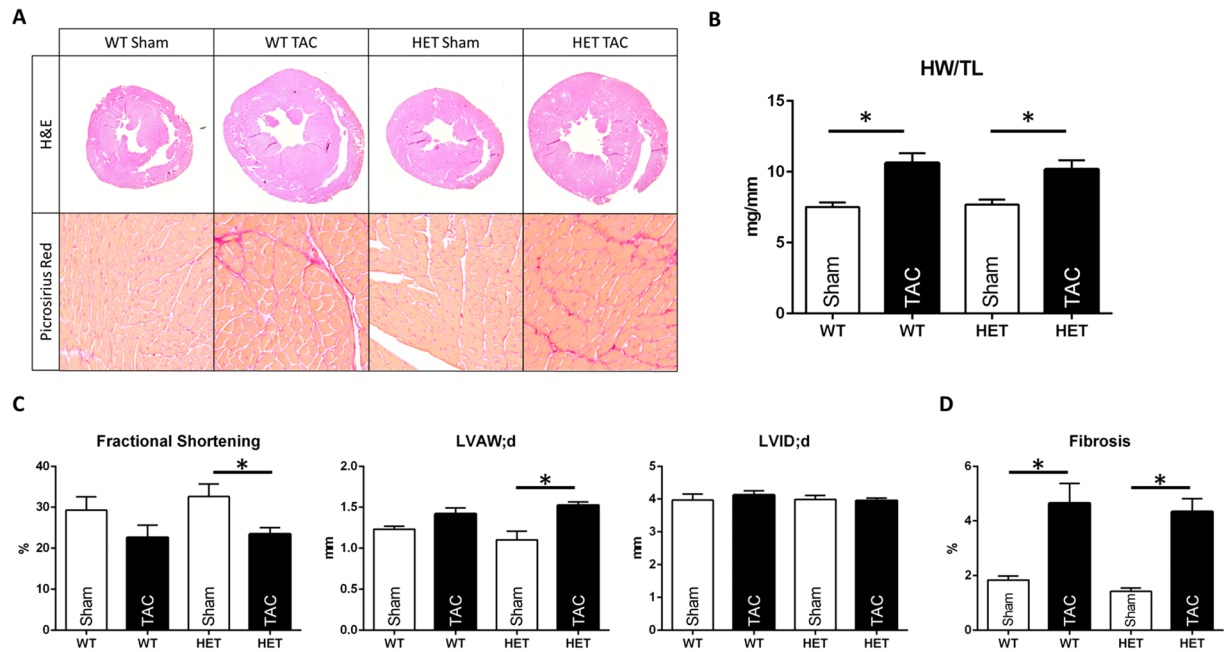 A
WT Sham WT TAC HET Sham HET TAC
H&E
Picrosirius Red
B
HW/TL
mg/mm
15
10
5
0
*
*
Sham TAC Sham TAC
WT WT HET HET
C
Fractional Shortening
%
40
30
20
10
0
*
Sham TAC Sham TAC
WT WT HET HET
LVAW;d
mm
2.0
1.5
1.0
0.5
0.0
*
Sham TAC Sham TAC
WT WT HET HET
LVID;d
mm
5
4
3
2
1
0
Sham TAC Sham TAC
WT WT HET HET
D
Fibrosis
%
6
4
2
0
*
*
Sham TAC Sham TAC
WT WT HET HET